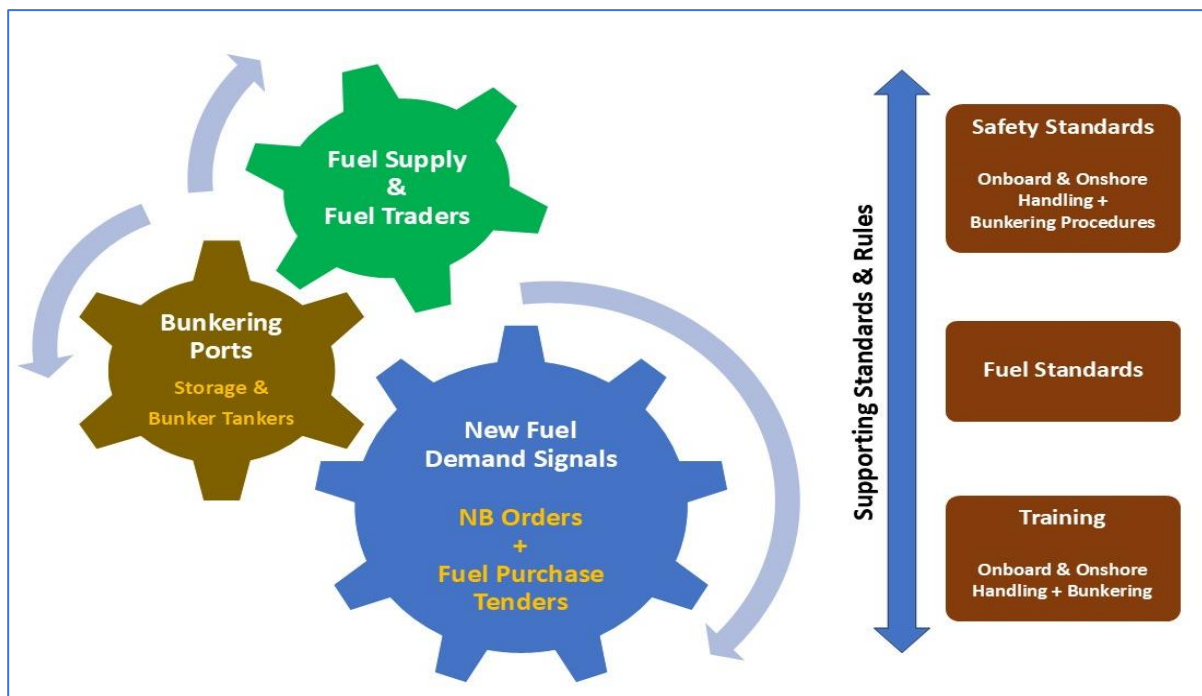 Fuel Supply
&
Fuel Traders
Bunkering
Ports
Storage &
Bunker Tankers
New Fuel
Demand Signals
NB Orders
+
Fuel Purchase
Tenders
Supporting Standards & Rules
Safety Standards
Onboard & Onshore
Handling +
Bunkering Procedures
Fuel Standards
Training
Onboard & Onshore
Handling + Bunkering